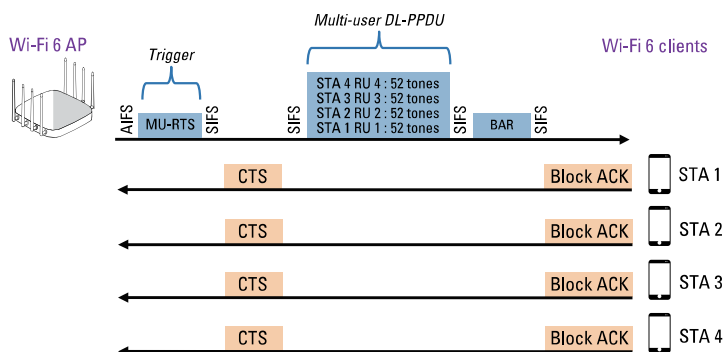 Multi-user DL-PPDU
Wi-Fi 6 AP
Trigger
Wi-Fi 6 clients
STA 4 RU 4 : 52 tones
STA 3 RU 3 : 52 tones
STA 2 RU 2 : 52 tones
STA 1 RU 1 : 52 tones
AIFS
MU-RTS
SIFS
SIFS
SIFS
BAR
SIFS
CTS
Block ACK
STA 1
CTS
Block ACK
STA 2
CTS
Block ACK
STA 3
CTS
Block ACK
STA 4